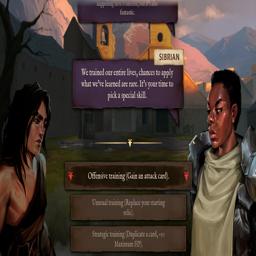 fantastic.
SIBRIAN
We trained our entire lives, chances to apply
what we've learned are rare. It's your time to
pick a special skill.
Offensive training (Gain an attack card).
Unusual training (Replace your starting
relic).
Strategic training (Duplicate a card,
Maximum HP).